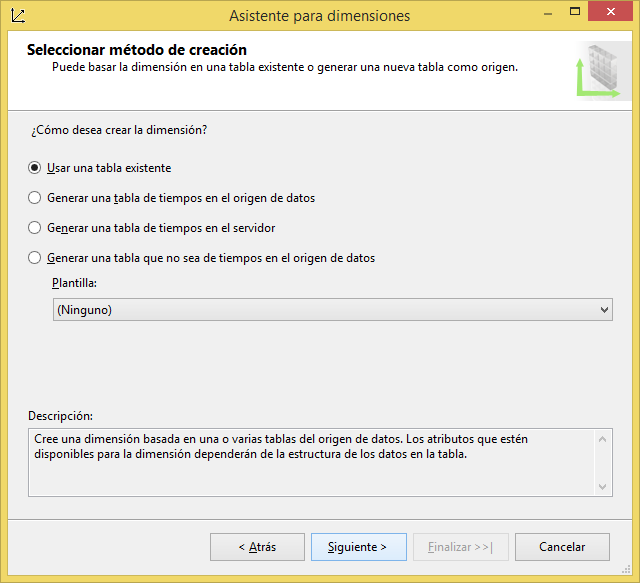 Asistente para dimensiones
Seleccionar método de creación
Puede basar la dimensión en una tabla existente o generar una nueva tabla como origen.
¿Cómo desea crear la dimensión?
Usar una tabla existente
Generar una tabla de tiempos en el origen de datos
Generar una tabla de tiempos en el servidor
Generar una tabla que no sea de tiempos en el origen de datos
Plantilla:
(Ninguno)
Descripción:
Cree una dimensión basada en una o varias tablas del origen de datos. Los atributos que estén
disponibles para la dimensión dependerán de la estructura de los datos en la tabla.
< Atrás
Siguiente >
Finalizar >>|
Cancelar